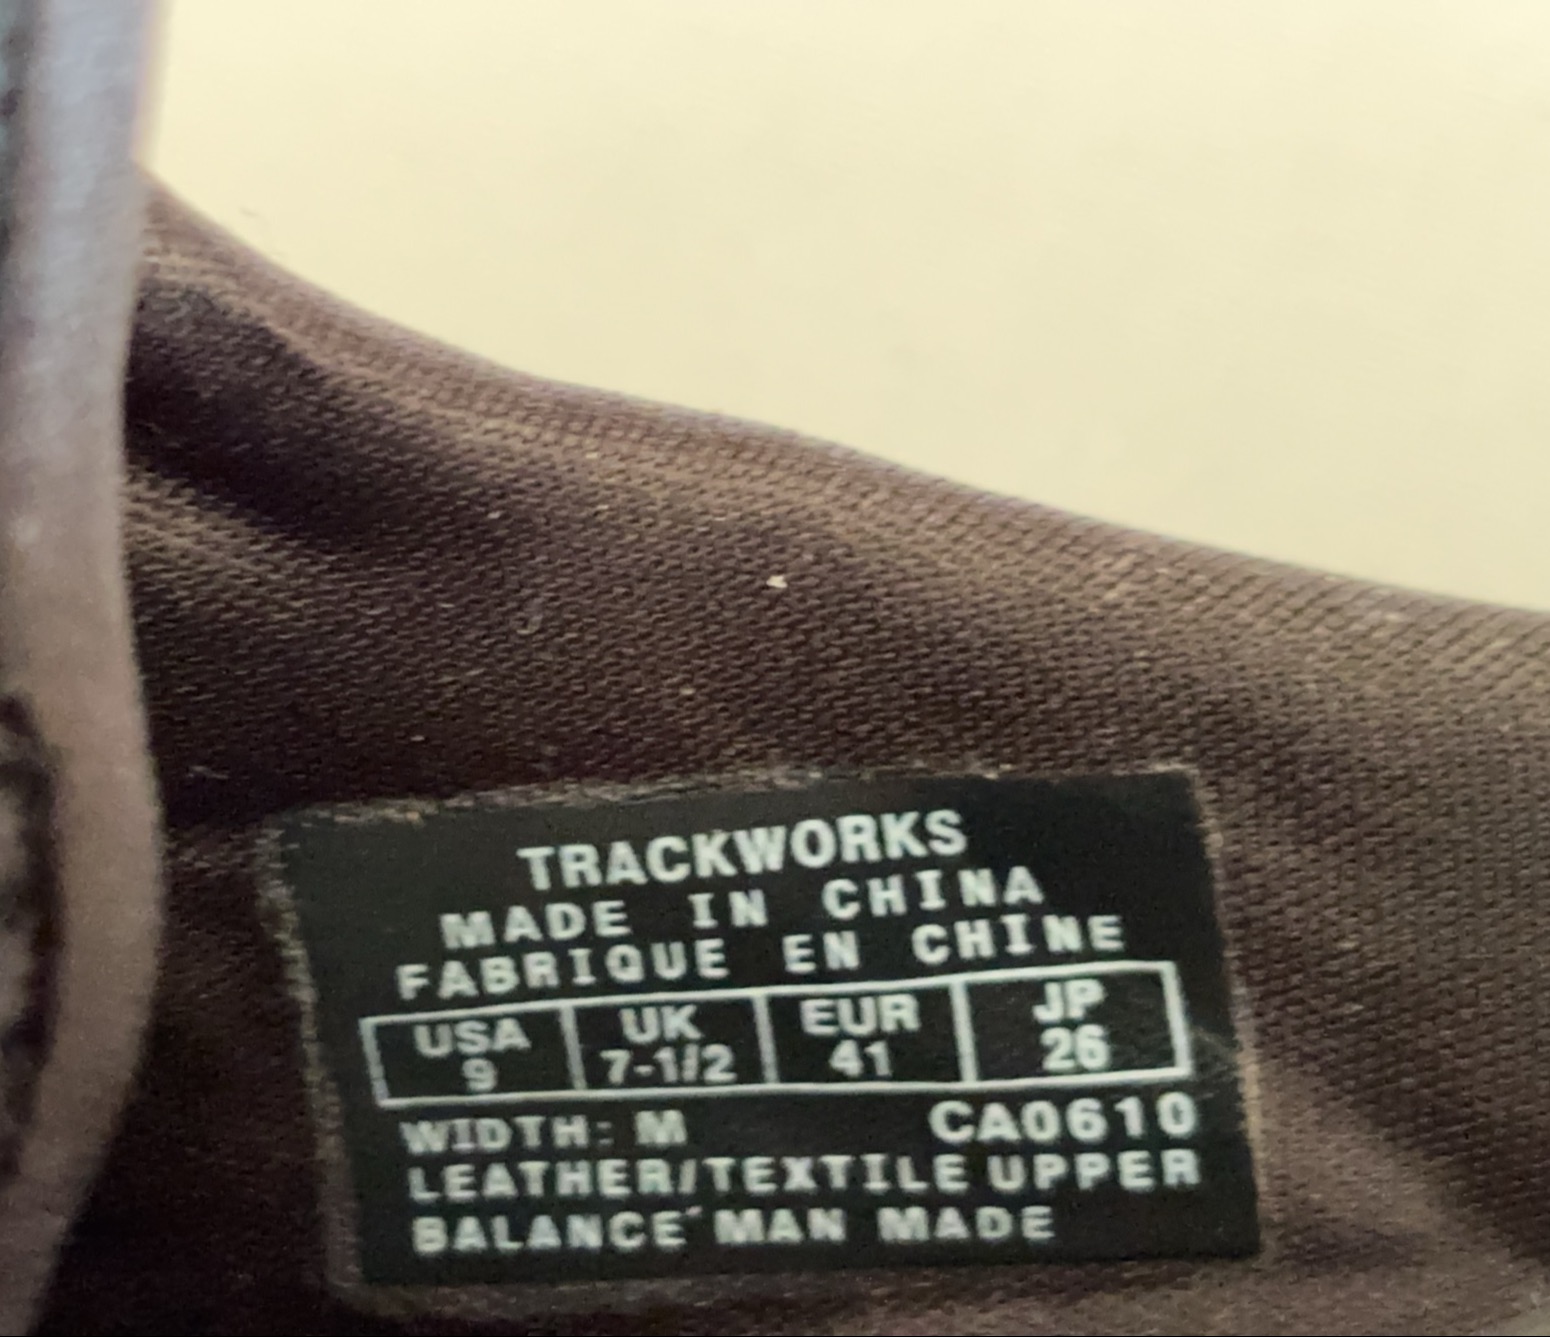 TRACKWORKS
MADE IN CHINA
FABRIQUE EN CHINE
USA UK EUR JP
9 7-1/2 41 26
WIDTH: M CA0610
LEATHER/TEXTILE UPPER
BALANCE MAN MADE